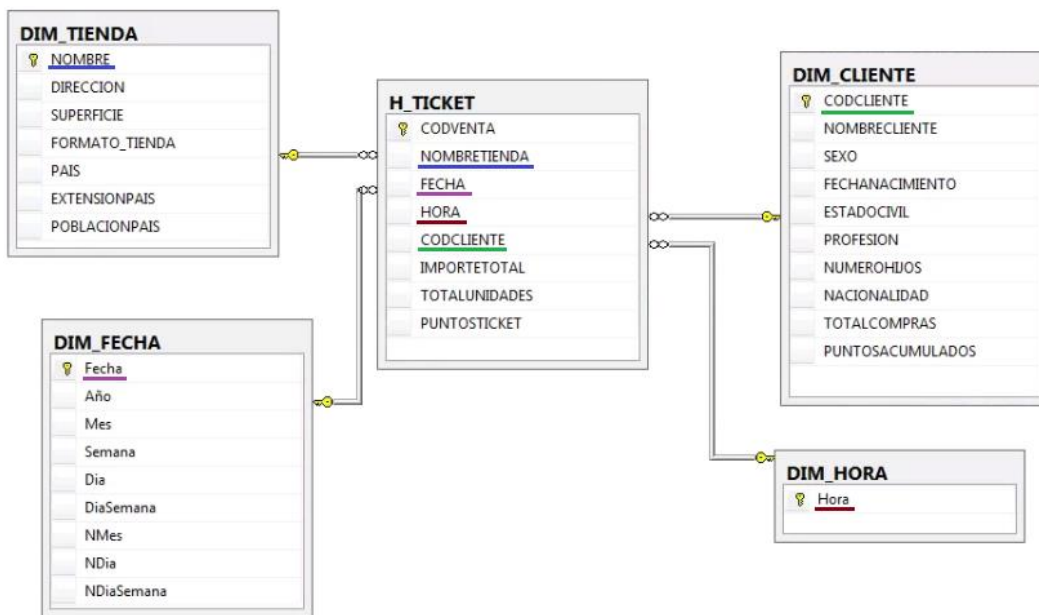 DIM_TIENDA
NOMBRE
DIRECCION
SUPERFICIE
FORMATO_TIENDA
PAIS
EXTENSIONPAIS
POBLACIONPAIS
H_TICKET
CODVENTA
NOMBRETIENDA
FECHA
HORA
CODCLIENTE
IMPORTETOTAL
TOTALUNIDADES
PUNTOSTICKET
DIM_CLIENTE
CODCLIENTE
NOMBRECLIENTE
SEXO
FECHANACIMIENTO
ESTADOCIVIL
PROFESION
NUMEROHIJOS
NACIONALIDAD
TOTALCOMPRAS
PUNTOSACUMULADOS
DIM_FECHA
Fecha
Año
Mes
Semana
Dia
DiaSemana
NMes
NDia
NDiaSemana
DIM_HORA
Hora